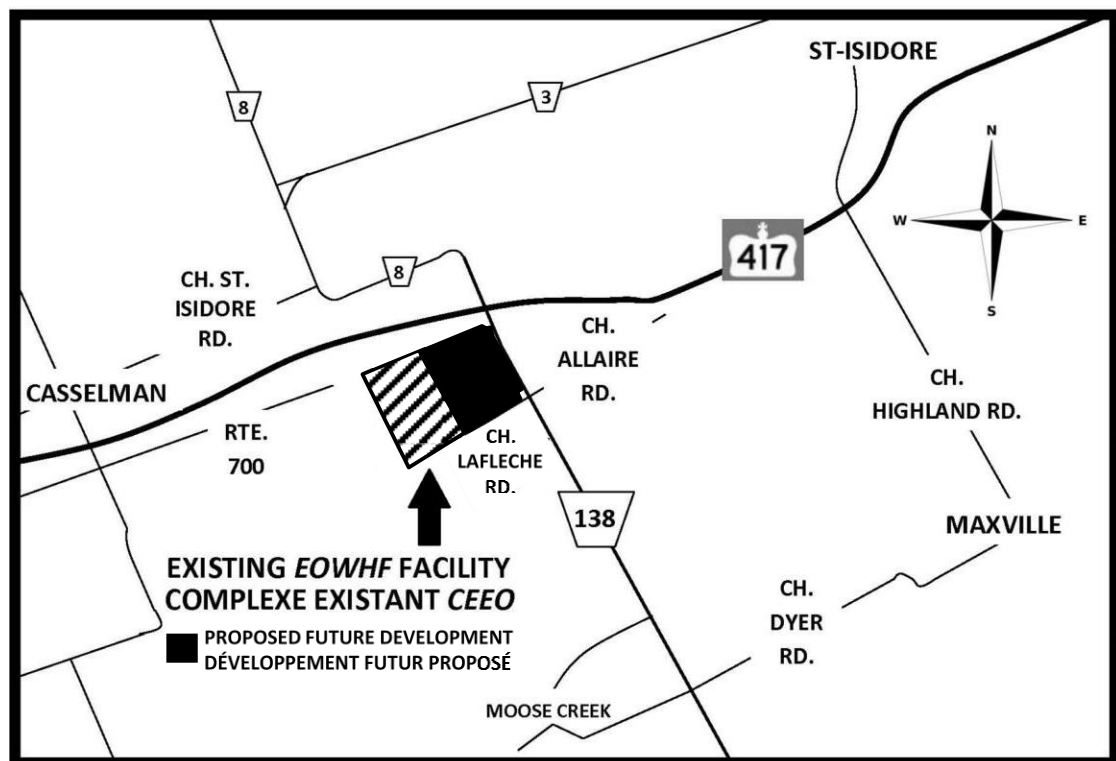 ST-ISIDORE
8
3
N
W
E
S
417
8
CH. ST.
ISIDORE
RD.
CH.
ALLAIRE
RD.
CASSELMAN
RTE.
700
CH.
LAFLECHE
RD.
CH.
HIGHLAND RD.
138
MAXVILLE
EXISTING EOWHF FACILITY
COMPLEXE EXISTANT CEEO
PROPOSED FUTURE DEVELOPMENT
DÉVELOPPEMENT FUTUR PROPOSÉ
CH.
DYER
RD.
MOOSE CREEK